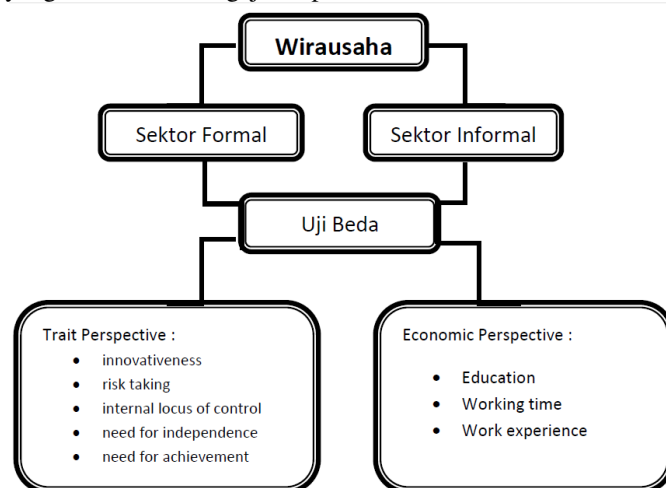 Wirausaha
Sektor Formal
Sektor Informal
Uji Beda
Trait Perspective :
• innovativeness
• risk taking
• internal locus of control
• need for independence
• need for achievement
Economic Perspective :
• Education
• Working time
• Work experience